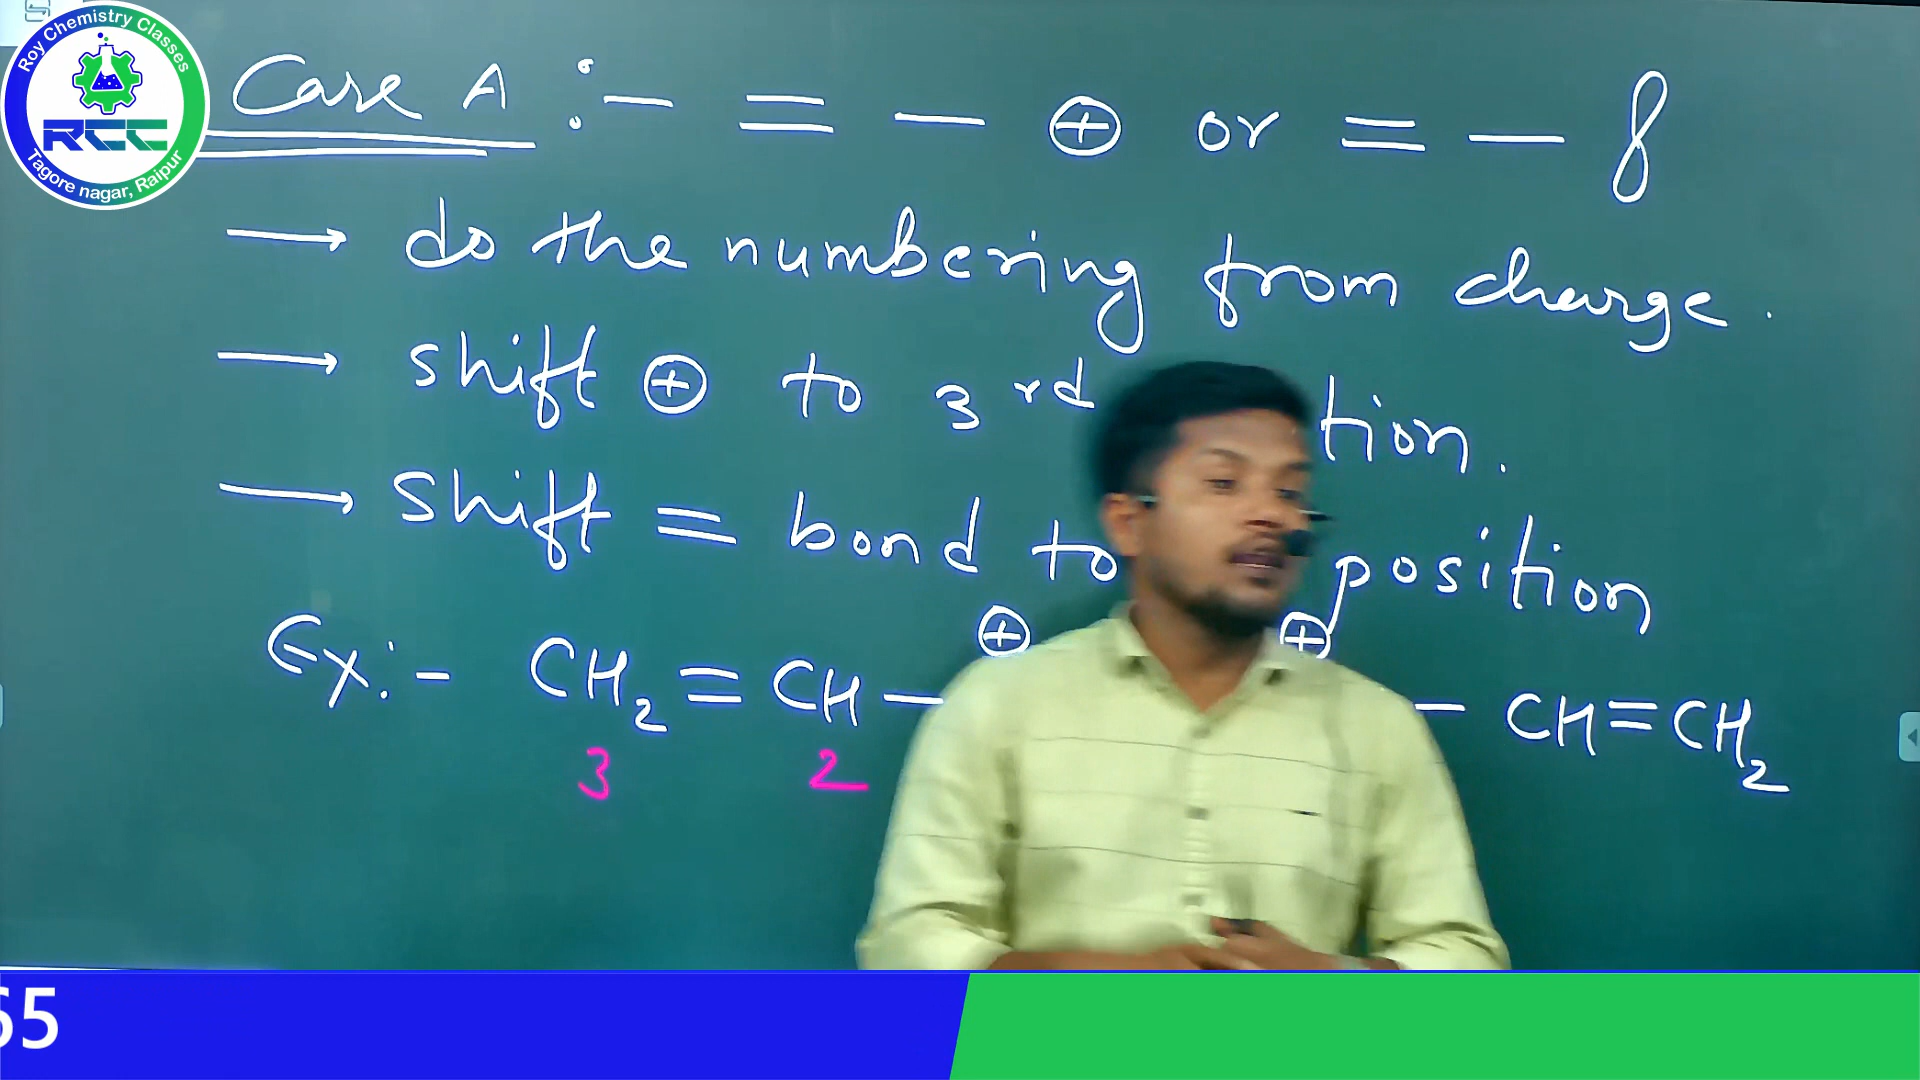 Roy Chemistry Classes
RCC
Tagore nagar, Raipur
Case A :- = - ⊕ or = - f
→ do the numbering from charge.
→ shift ⊕ to 3rd tion.
→ Shift = bond to position
Ex:- CH₂=CH- ⊕ ⊕ -CH=CH₂
3 2
65